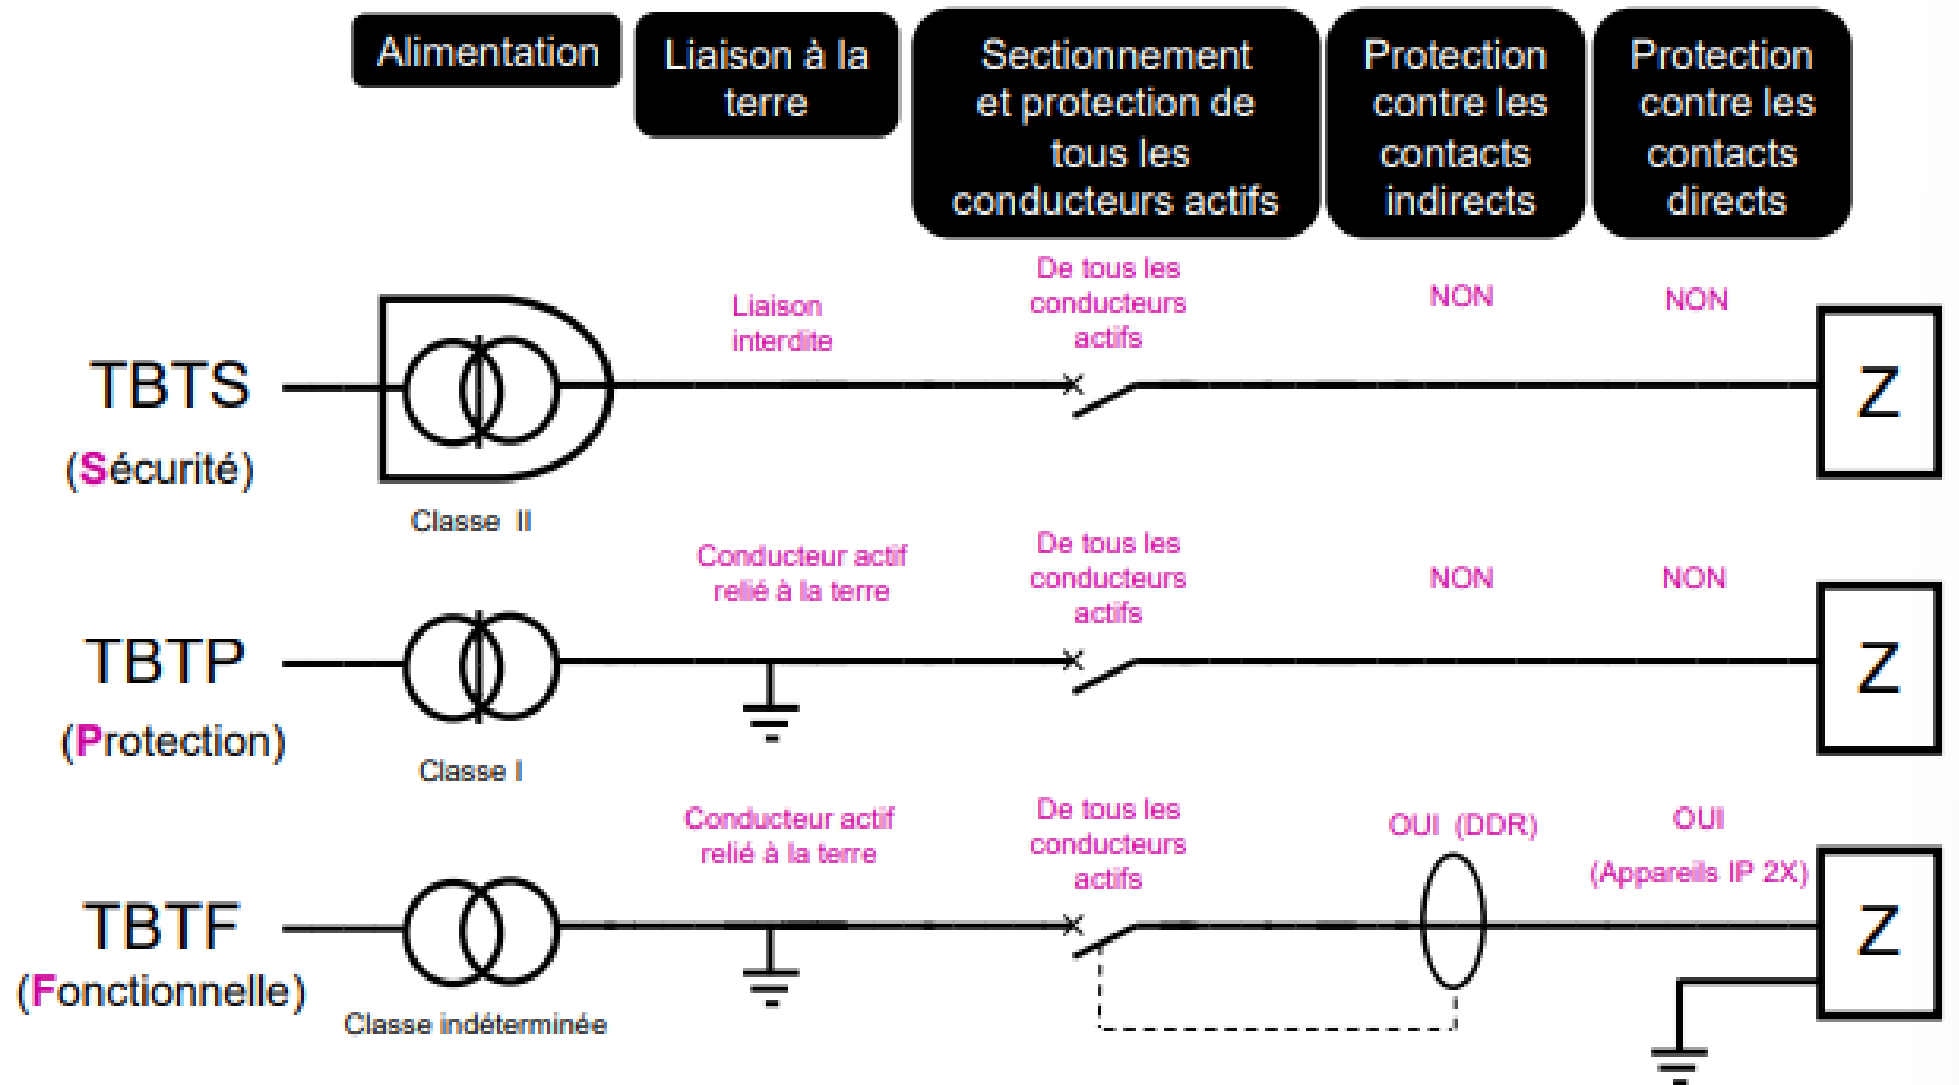 Alimentation
Liaison à la
terre
Sectionnement
et protection de
tous les
conducteurs actifs
Protection
contre les
contacts
indirects
Protection
contre les
contacts
directs
TBTS
(Sécurité)
Classe II
Liaison
interdite
De tous les
conducteurs
actifs
NON
NON
Z
TBTP
(Protection)
Classe I
Conducteur actif
relié à la terre
De tous les
conducteurs
actifs
NON
NON
Z
TBTF
(Fonctionnelle)
Classe indéterminée
Conducteur actif
relié à la terre
De tous les
conducteurs
actifs
OUI (DDR)
OUI
(Appareils IP 2X)
Z